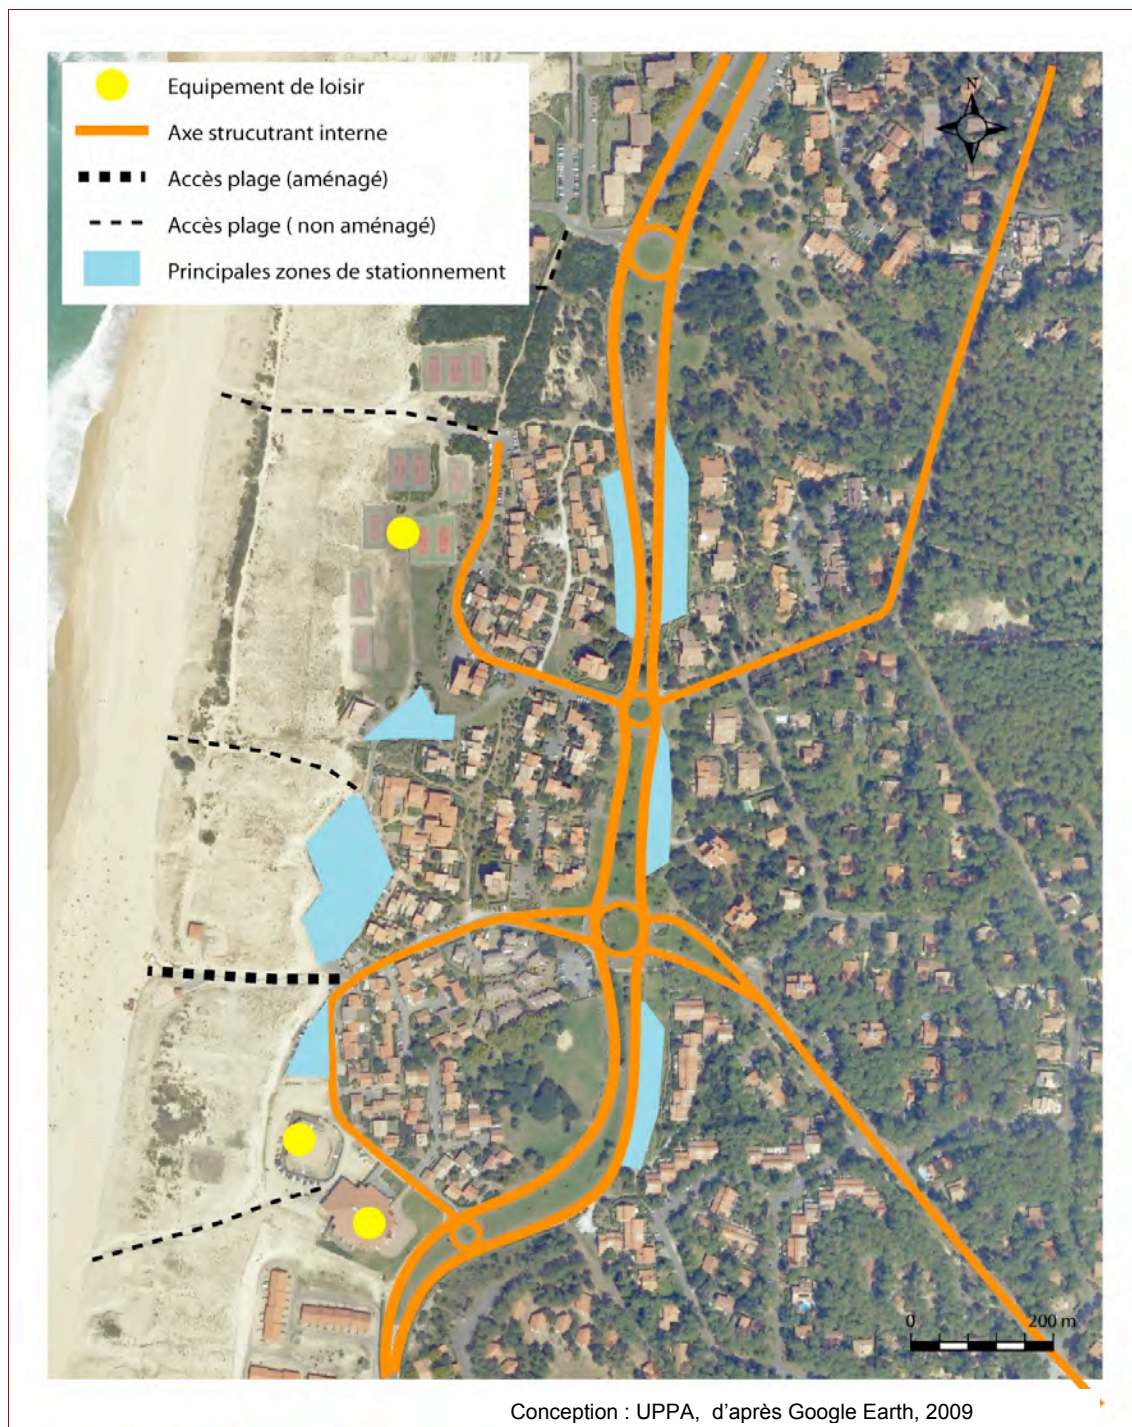 Equipement de loisir
Axe strucutrant interne
Accès plage (aménagé)
Accès plage ( non aménagé)
Principales zones de stationnement
N
0 200 m
Conception : UPPA, d'après Google Earth, 2009